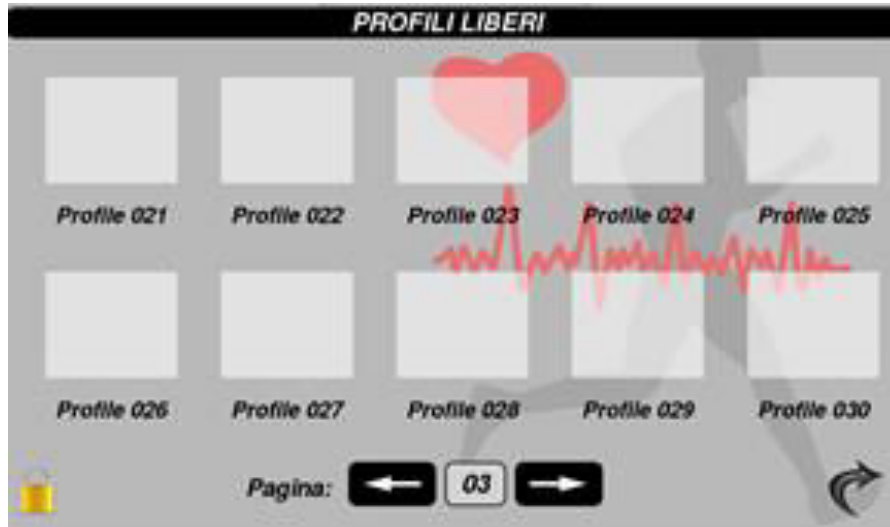 PROFILI LIBERI
Profile 021 Profile 022 Profile 023 Profile 024 Profile 025
Profile 026 Profile 027 Profile 028 Profile 029 Profile 030
Pagina: 03